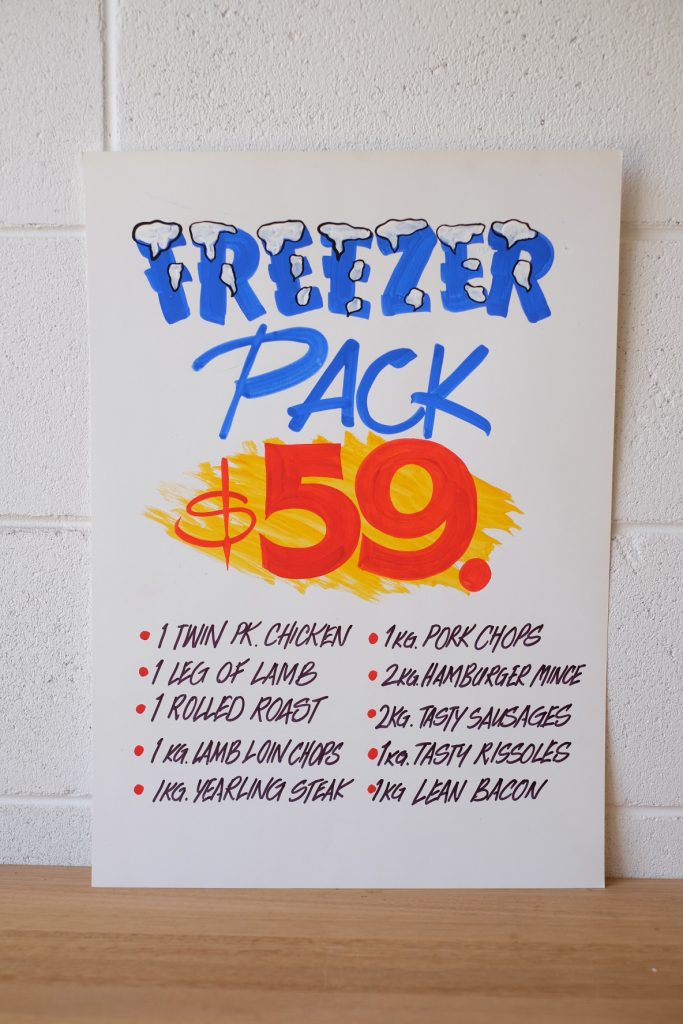 FREEZER
PACK
$59.
• 1 TWIN PK. CHICKEN
• 1 LEG OF LAMB
• 1 ROLLED ROAST
• 1 KG. LAMB LOIN CHOPS
• 1KG. YEARLING STEAK
• 1KG. PORK CHOPS
• 2KG. HAMBURGER MINCE
• 2KG. TASTY SAUSAGES
• 1KG. TASTY RISSOLES
• 1KG LEAN BACON